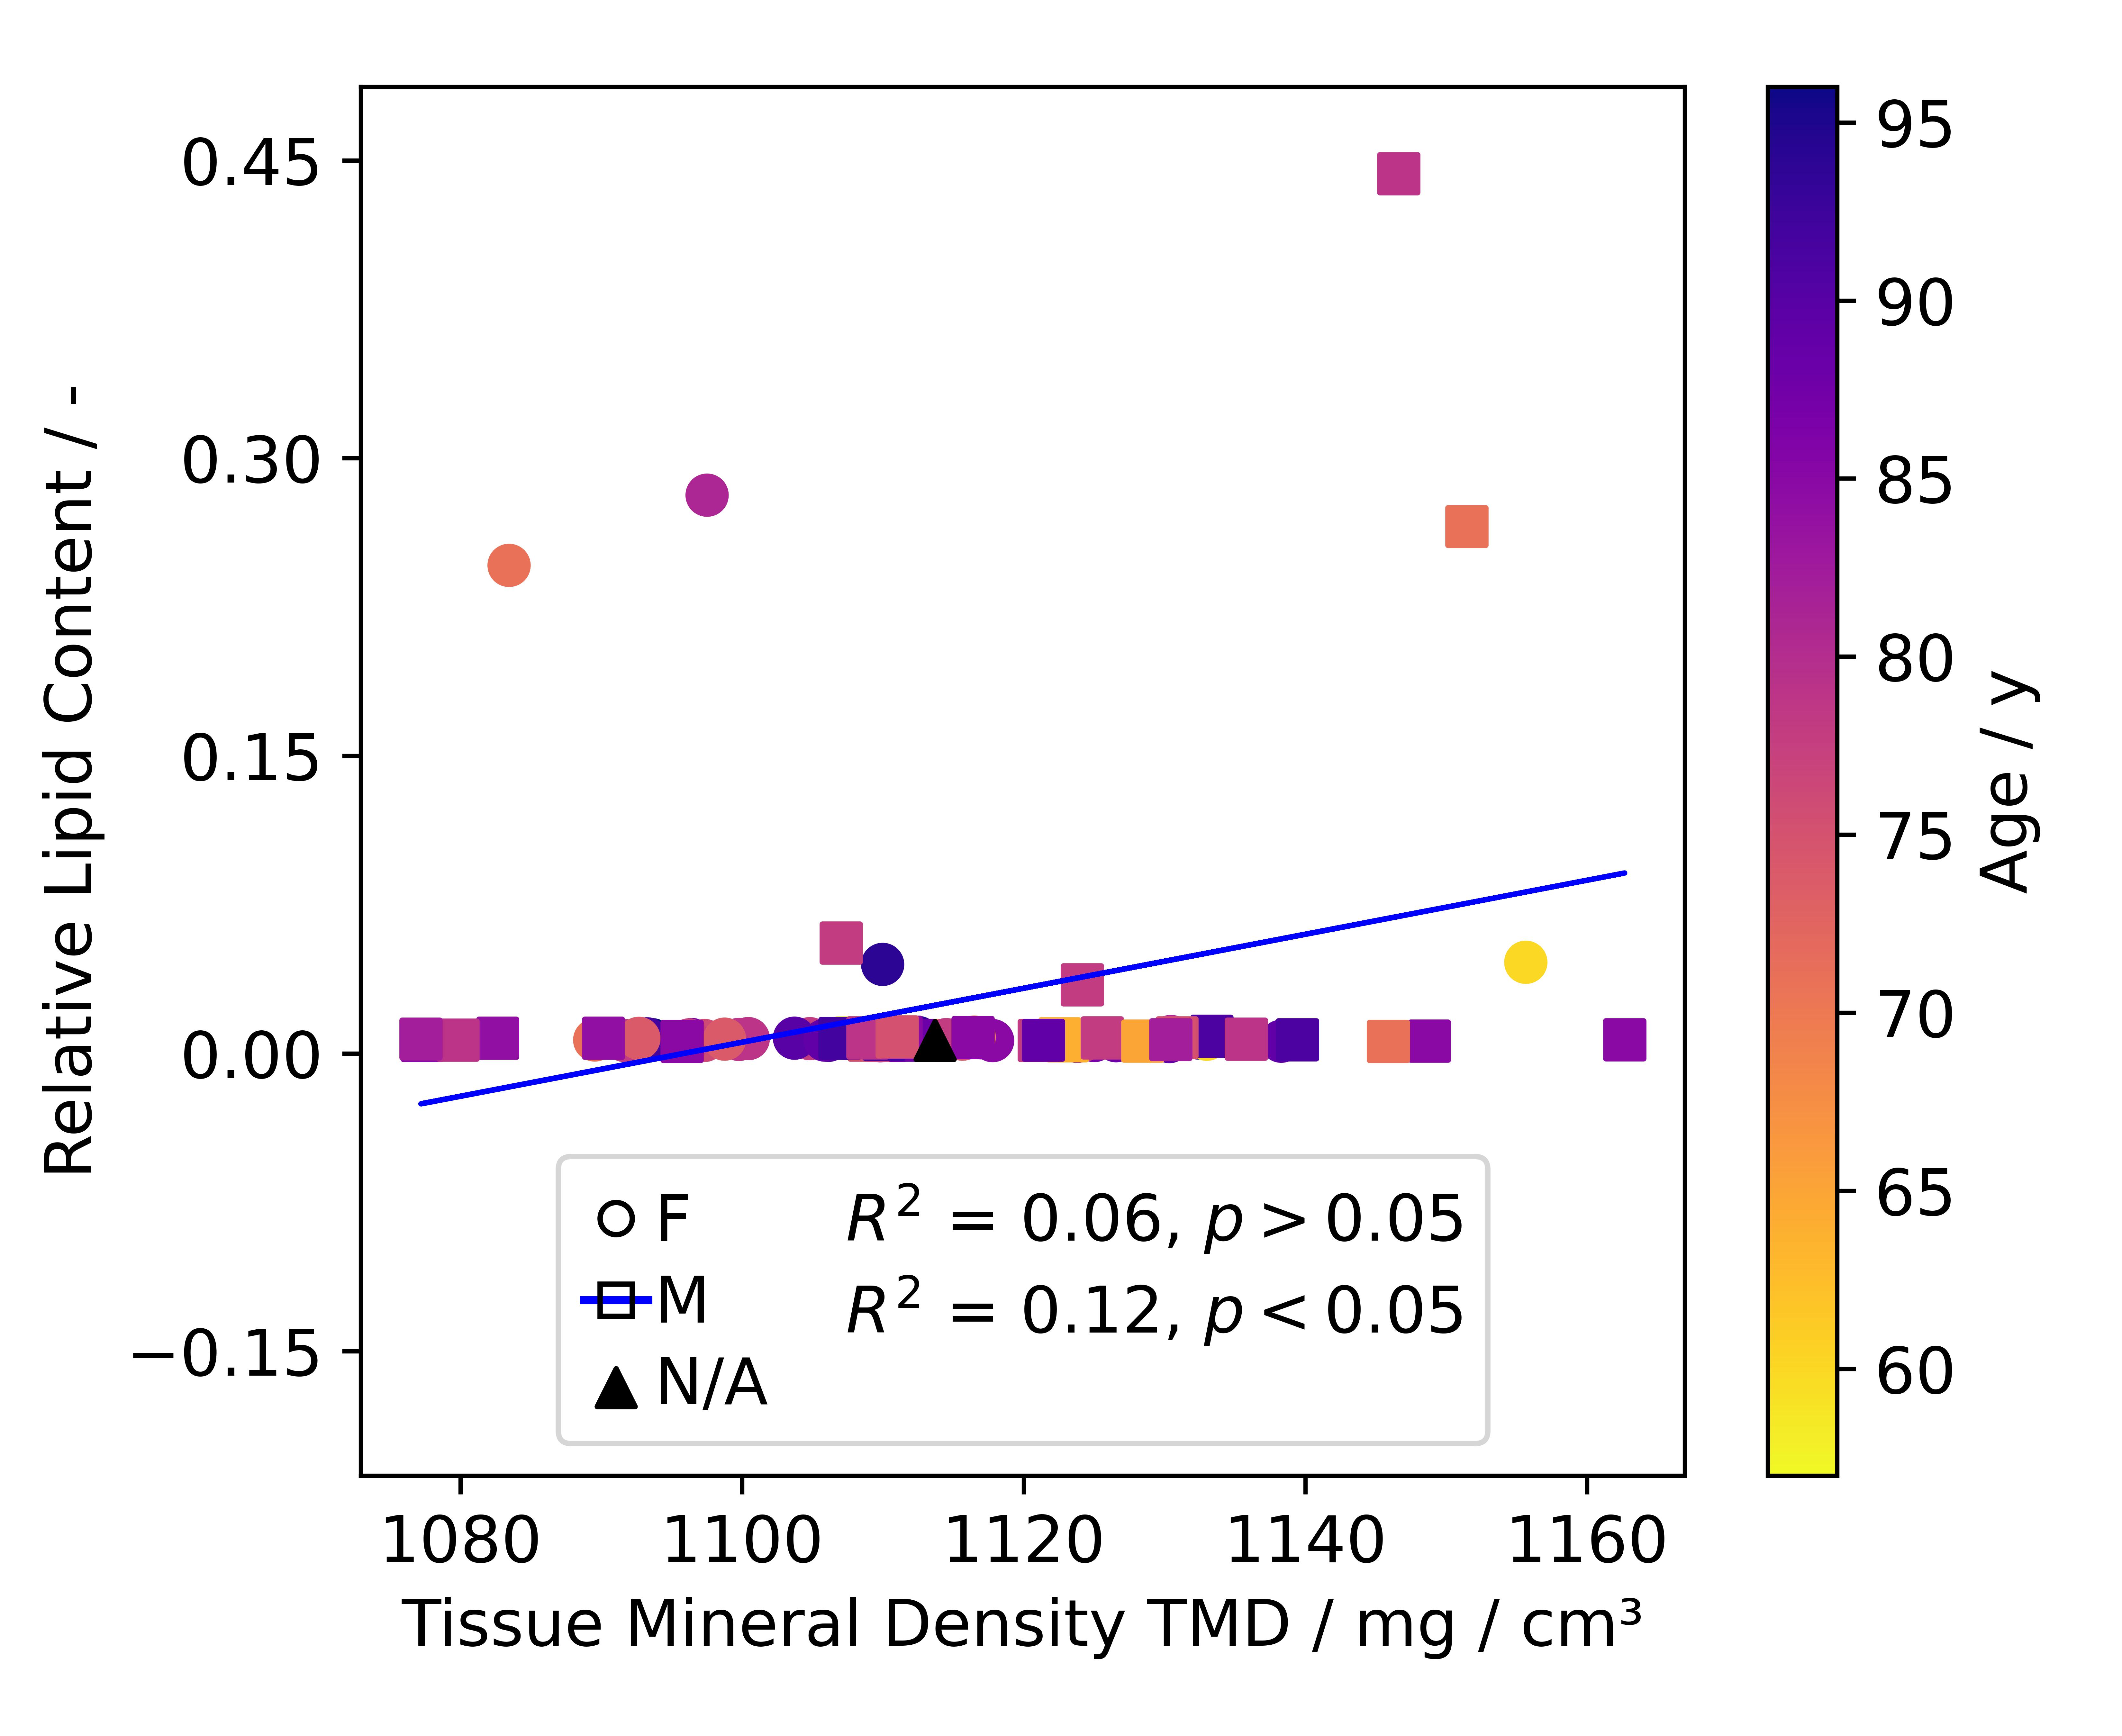 0.45
0.30
0.15
0.00
−0.15
Relative Lipid Content / -
F R² = 0.06, p > 0.05
M R² = 0.12, p < 0.05
N/A
1080 1100 1120 1140 1160
Tissue Mineral Density TMD / mg / cm³
95
90
85
80
75
70
65
60
Age / y